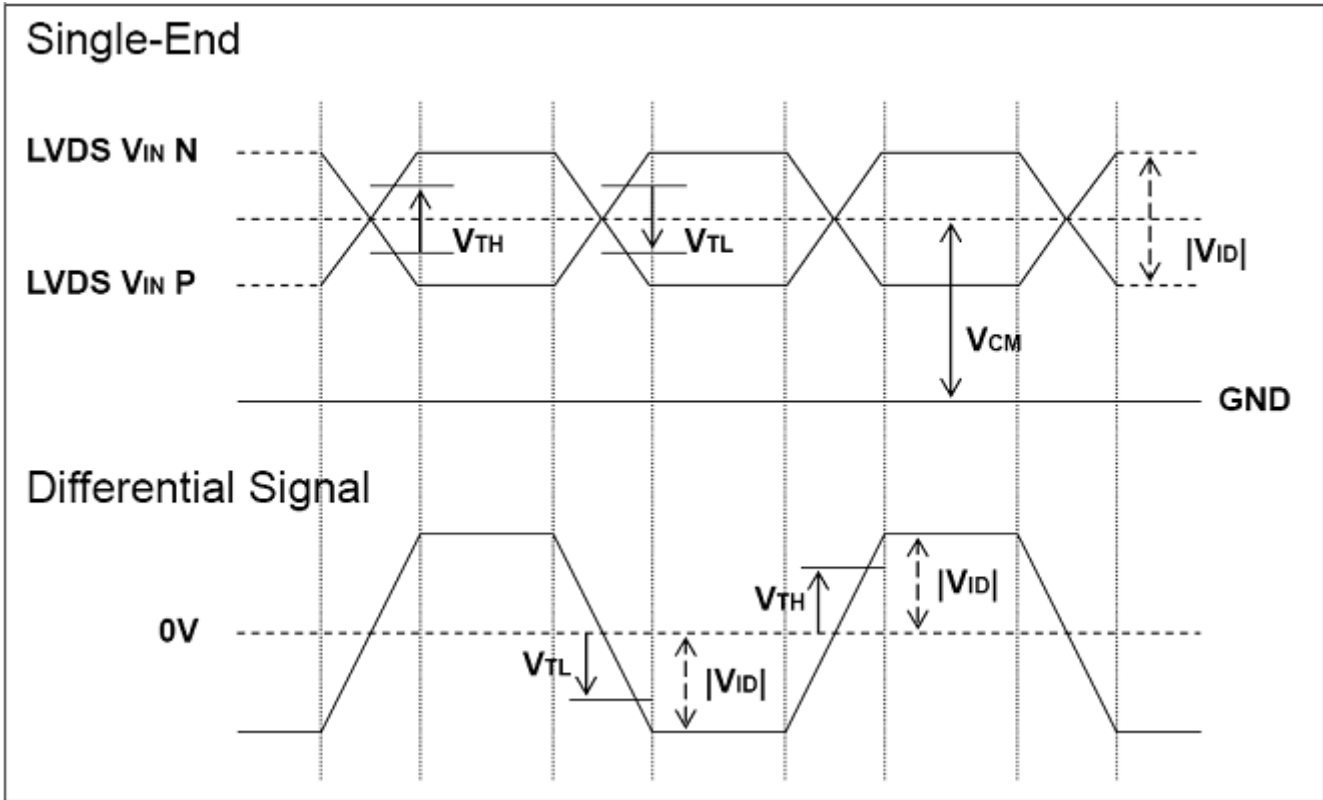 Single-End
LVDS VIN N
VTH
VTL
|VID|
LVDS VIN P
VCM
GND
Differential Signal
VTH
|VID|
0V
VTL
|VID|